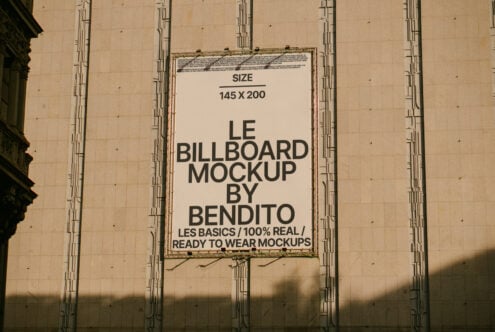 SIZE
145 X 200
LE
BILLBOARD
MOCKUP
BY
BENDITO
LES BASICS / 100% REAL /
READY TO WEAR MOCKUPS